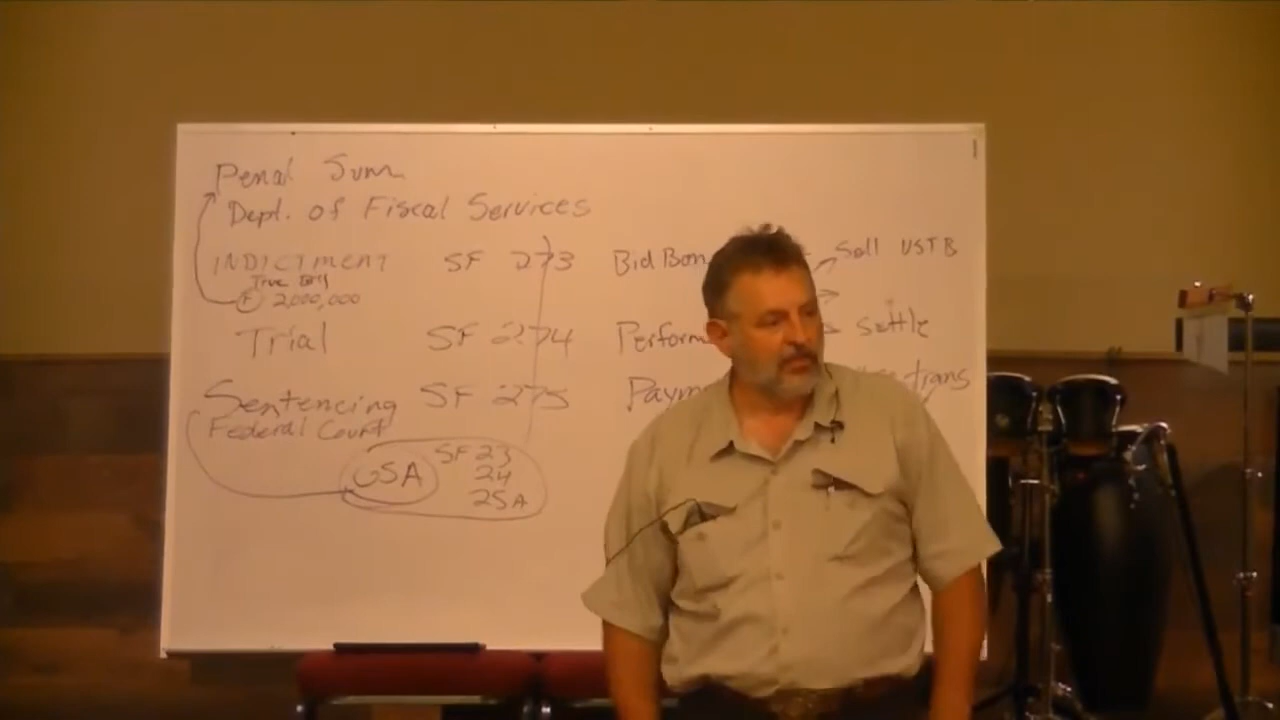 Penal Sum
Dept. of Fiscal Services
INDICTMENT SF 273 Bid Bon Sell USTB
True Bill
F 2,000,000
Trial SF 274 Perform Settle
Sentencing SF 275 Paym trans
Federal Court
GSA SF 23
24
25A